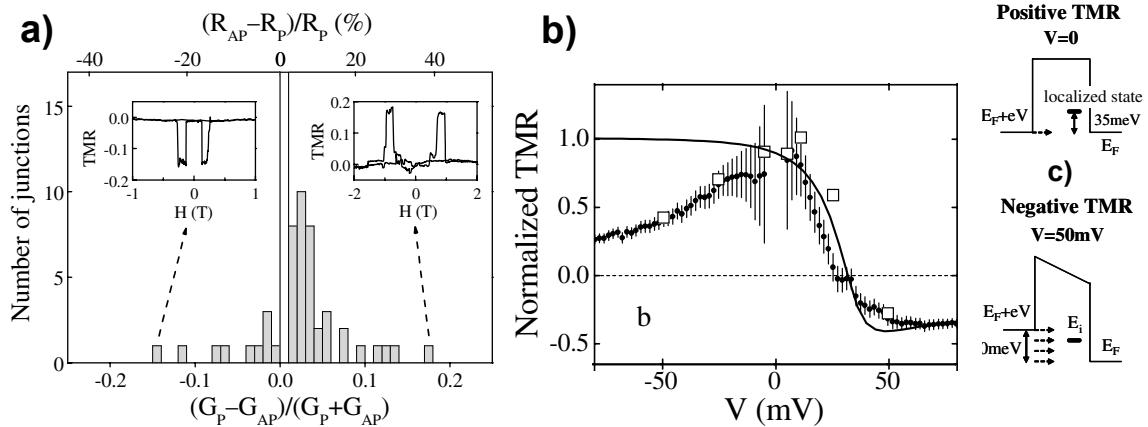 a)
(R_AP–R_P)/R_P (%)
-40 -20 0 20 40
Number of junctions
15
10
5
0
TMR
-0.0
-0.1
-0.2
-1 0 1
H (T)
TMR
0.2
0.1
0.0
-2 0 2
H (T)
-0.2 -0.1 0.0 0.1 0.2
(G_P–G_AP)/(G_P+G_AP)
b)
Normalized TMR
1.0
0.5
0.0
-0.5
b
-50 0 50
V (mV)
Positive TMR
V=0
localized state
E_F+eV
35meV
E_F
c)
Negative TMR
V=50mV
E_F+eV
E_i
0meV
E_F